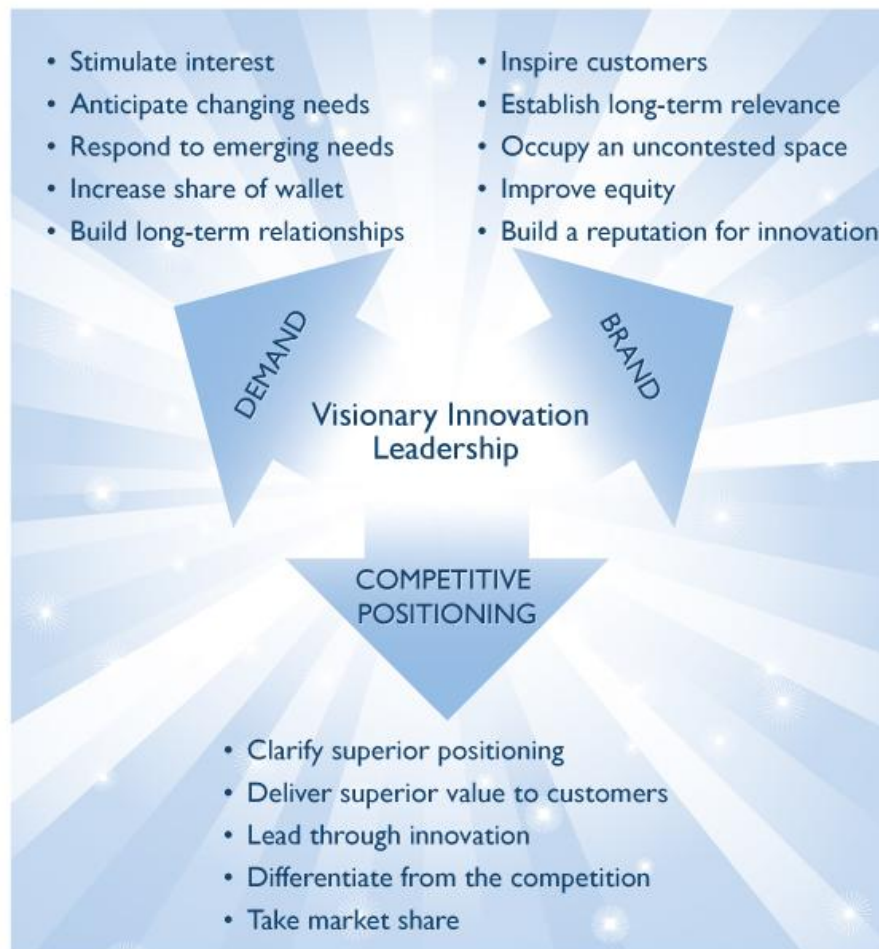 • Stimulate interest
• Anticipate changing needs
• Respond to emerging needs
• Increase share of wallet
• Build long-term relationships
• Inspire customers
• Establish long-term relevance
• Occupy an uncontested space
• Improve equity
• Build a reputation for innovation
DEMAND
BRAND
Visionary Innovation
Leadership
COMPETITIVE
POSITIONING
• Clarify superior positioning
• Deliver superior value to customers
• Lead through innovation
• Differentiate from the competition
• Take market share